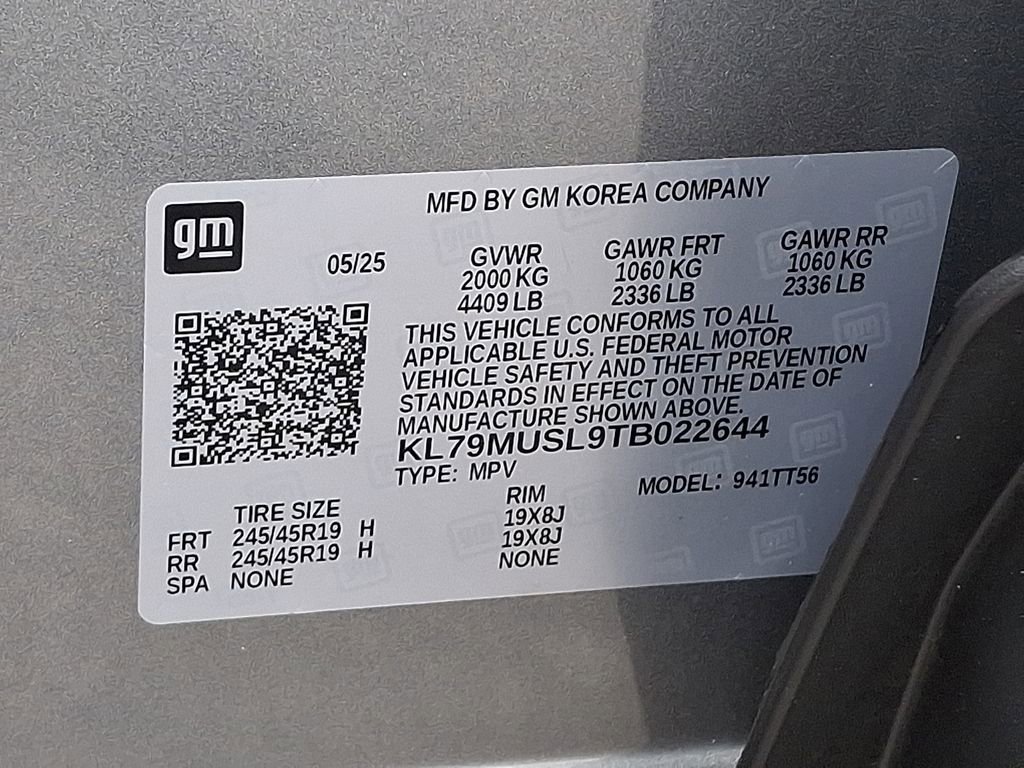 gm
MFD BY GM KOREA COMPANY
05/25
GVWR GAWR FRT GAWR RR
2000 KG 1060 KG 1060 KG
4409 LB 2336 LB 2336 LB
THIS VEHICLE CONFORMS TO ALL
APPLICABLE U.S. FEDERAL MOTOR
VEHICLE SAFETY AND THEFT PREVENTION
STANDARDS IN EFFECT ON THE DATE OF
MANUFACTURE SHOWN ABOVE.
KL79MUSL9TB022644
TYPE: MPV MODEL: 941TT56
TIRE SIZE RIM
FRT 245/45R19 H 19X8J
RR 245/45R19 H 19X8J
SPA NONE NONE